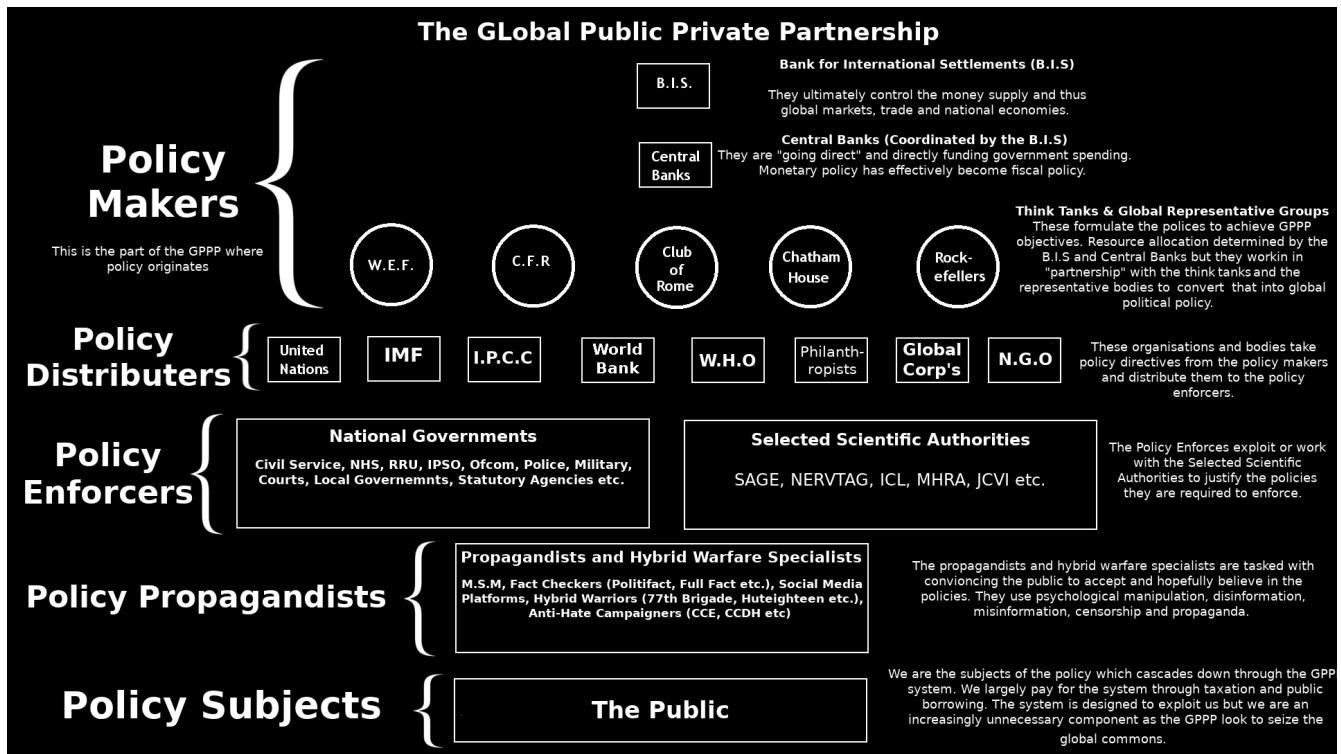 The GLobal Public Private Partnership
Policy
Makers
This is the part of the GPPP where
policy originates
B.I.S.
Bank for International Settlements (B.I.S)
They ultimately control the money supply and thus
global markets, trade and national economies.
Central
Banks
Central Banks (Coordinated by the B.I.S)
They are "going direct" and directly funding government spending.
Monetary policy has effectively become fiscal policy.
W.E.F.
C.F.R
Club
of
Rome
Chatham
House
Rock-
efellers
Think Tanks & Global Representative Groups
These formulate the polices to achieve GPPP
objectives. Resource allocation determined by the
B.I.S and Central Banks but they workin in
"partnership" with the think tanks and the
representative bodies to convert that into global
political policy.
Policy
Distributers
United
Nations
IMF
I.P.C.C
World
Bank
W.H.O
Philanth-
ropists
Global
Corp's
N.G.O
These organisations and bodies take
policy directives from the policy makers
and distribute them to the policy
enforcers.
Policy
Enforcers
National Governments
Civil Service, NHS, RRU, IPSO, Ofcom, Police, Military,
Courts, Local Governemnts, Statutory Agencies etc.
Selected Scientific Authorities
SAGE, NERVTAG, ICL, MHRA, JCVI etc.
The Policy Enforces exploit or work
with the Selected Scientific
Authorities to justify the policies
they are required to enforce.
Policy Propagandists
Propagandists and Hybrid Warfare Specialists
M.S.M, Fact Checkers (Politifact, Full Fact etc.), Social Media
Platforms, Hybrid Warriors (77th Brigade, Huteighteen etc.),
Anti-Hate Campaigners (CCE, CCDH etc)
The propagandists and hybrid warfare specialists are tasked with
convioncing the public to accept and hopefully believe in the
policies. They use psychological manipulation, disinformation,
misinformation, censorship and propaganda.
Policy Subjects
The Public
We are the subjects of the policy which cascades down through the GPP
system. We largely pay for the system through taxation and public
borrowing. The system is designed to exploit us but we are an
increasingly unnecessary component as the GPPP look to seize the
global commons.